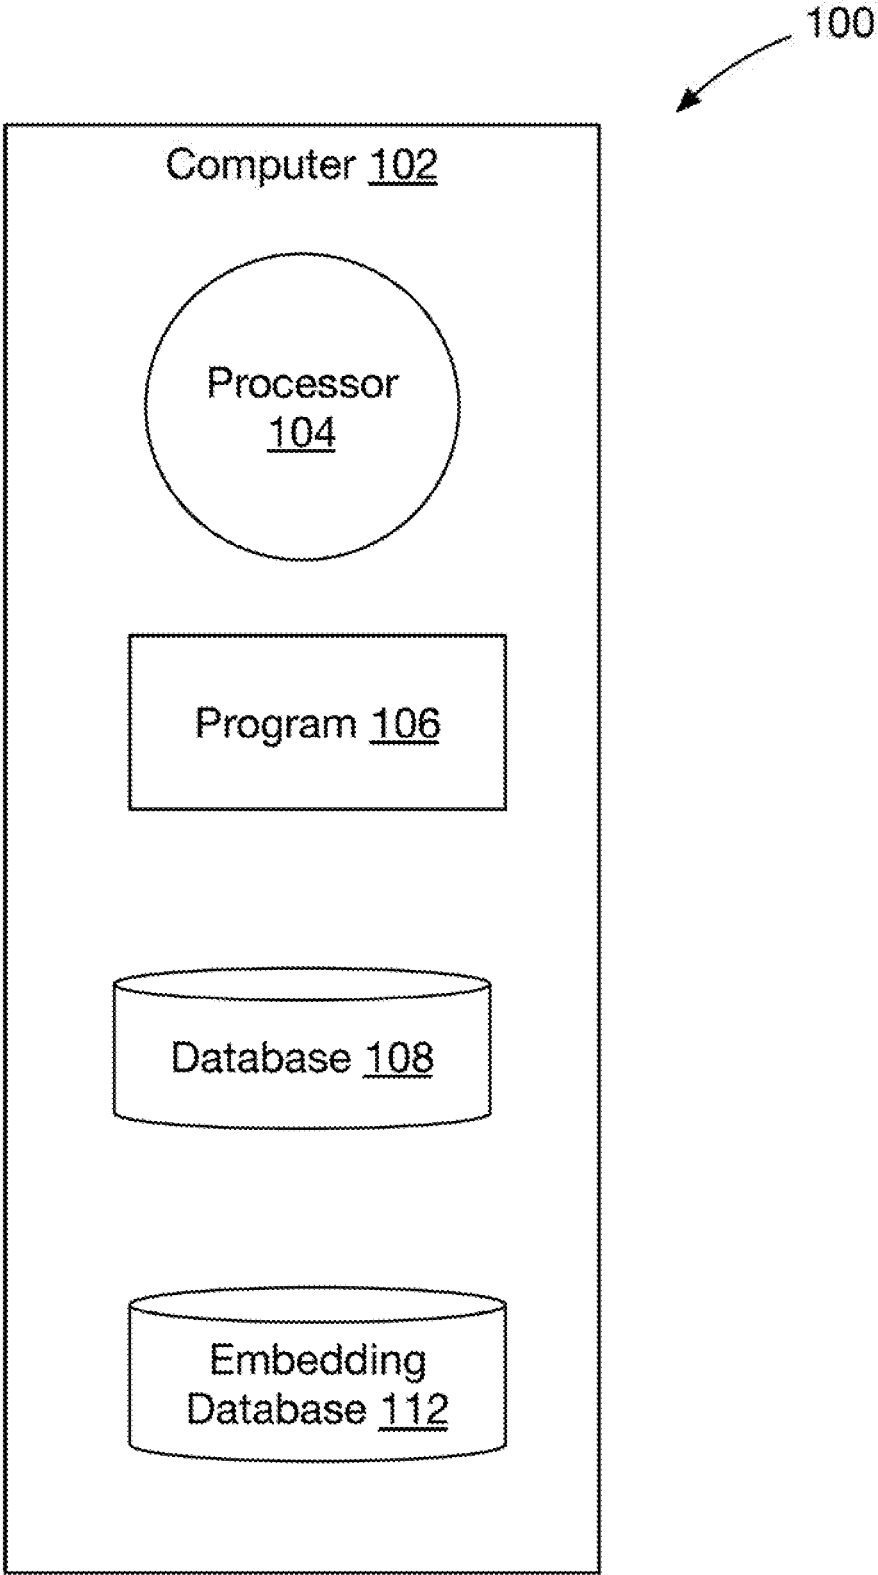 100
Computer 102
Processor
104
Program 106
Database 108
Embedding
Database 112